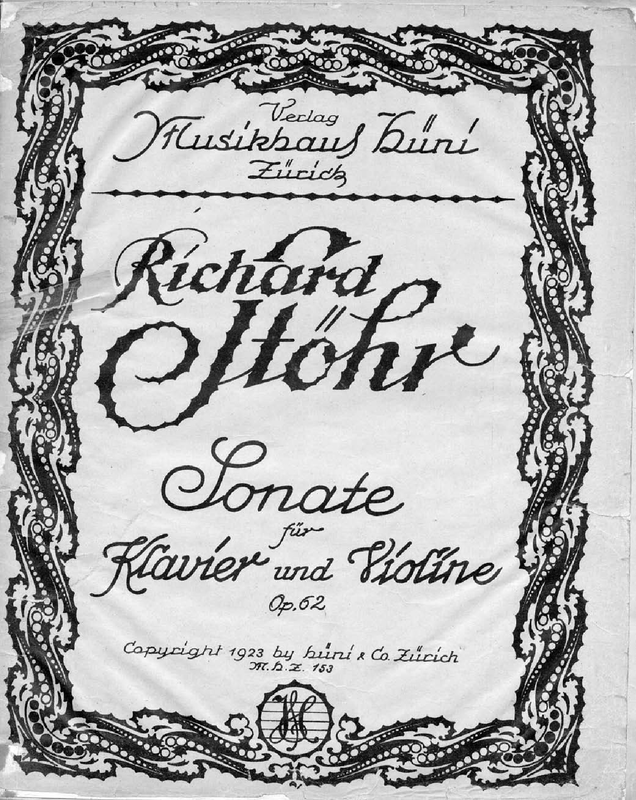 Verlag
Musikhaus Hüni
Zürich
Richard
Stöhr
Sonate
für
Klavier und Violine
Op. 62
Copyright 1923 by Hüni & Co. Zürich
M. H. Z. 153